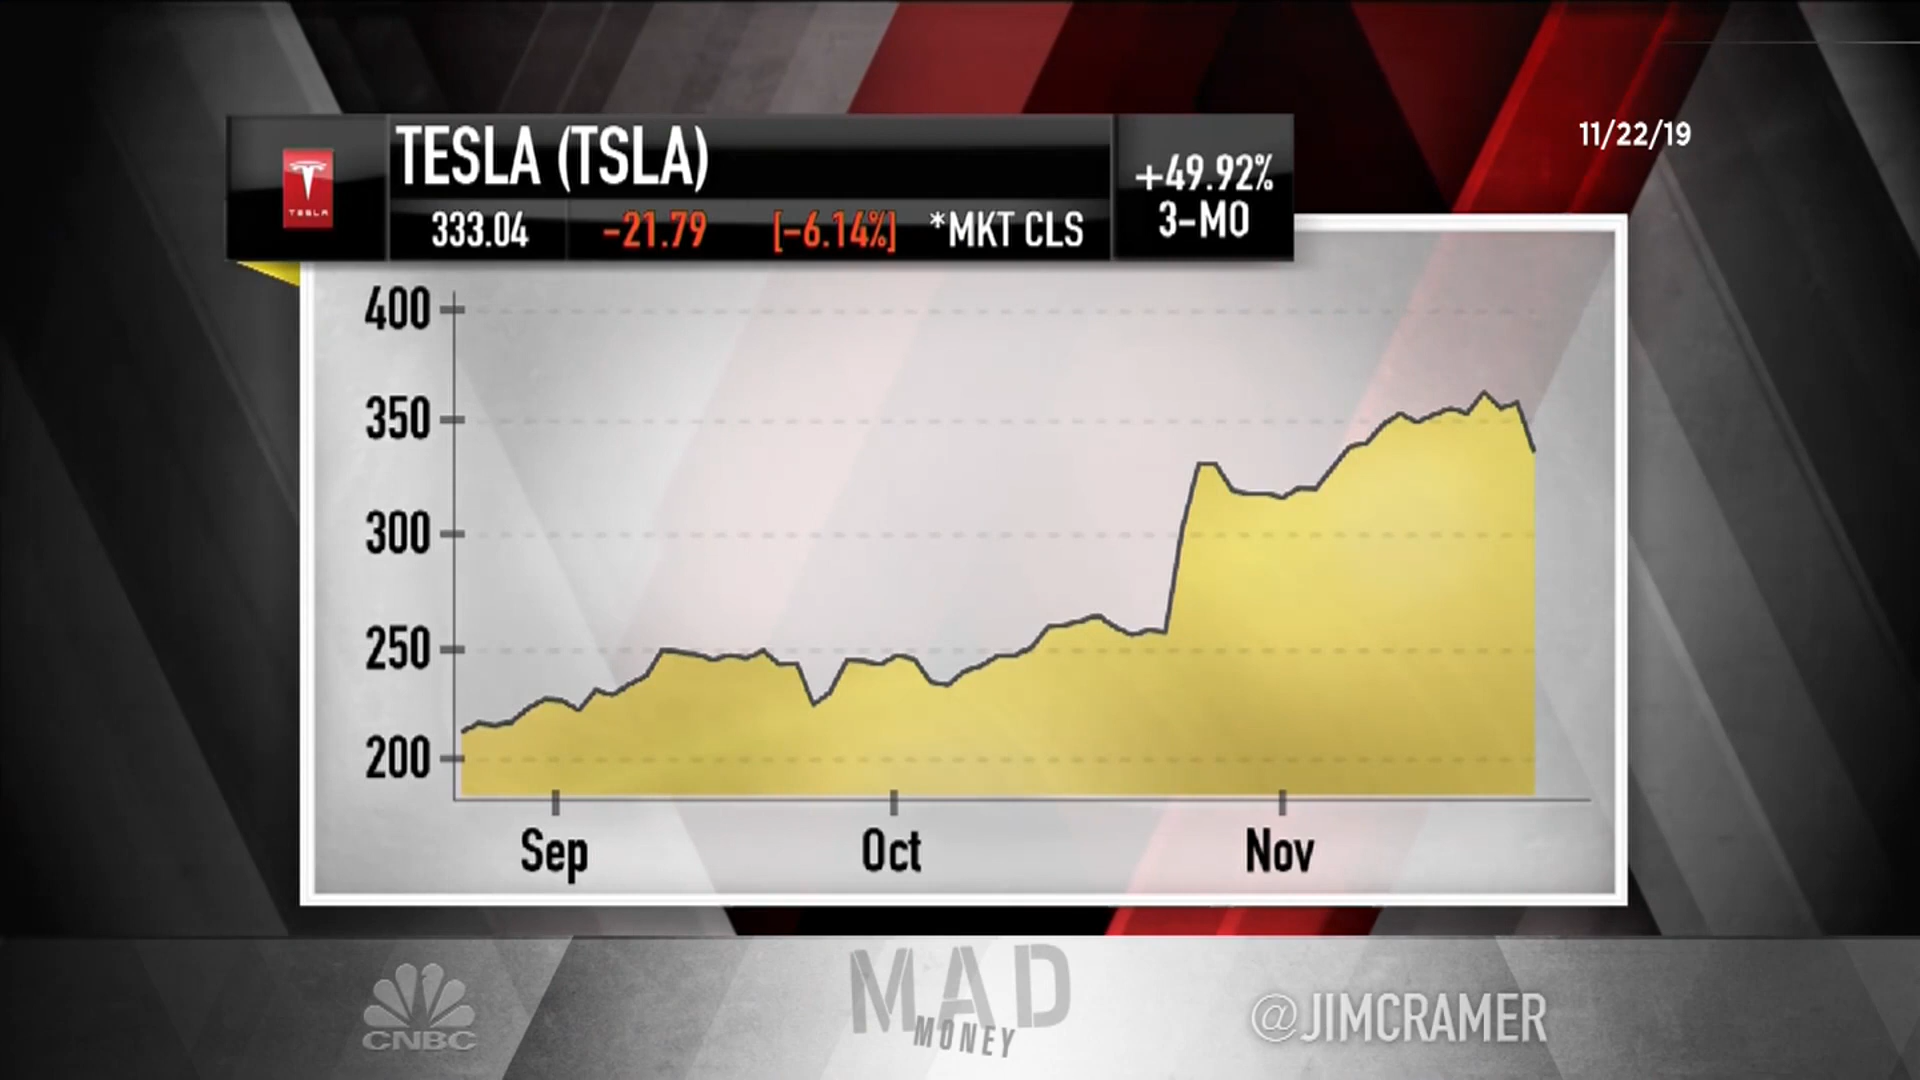 11/22/19
TESLA (TSLA)
TESLA
333.04 -21.79 [-6.14%] *MKT CLS
+49.92%
3-MO
400
350
300
250
200
Sep Oct Nov
CNBC
MAD
MONEY
@JIMCRAMER